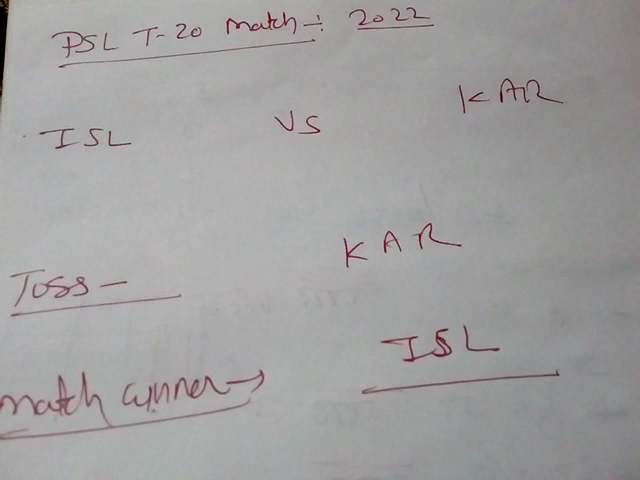 PSL T-20 Match :- 2022
ISL VS KAR
Toss - KAR
Match winner → ISL